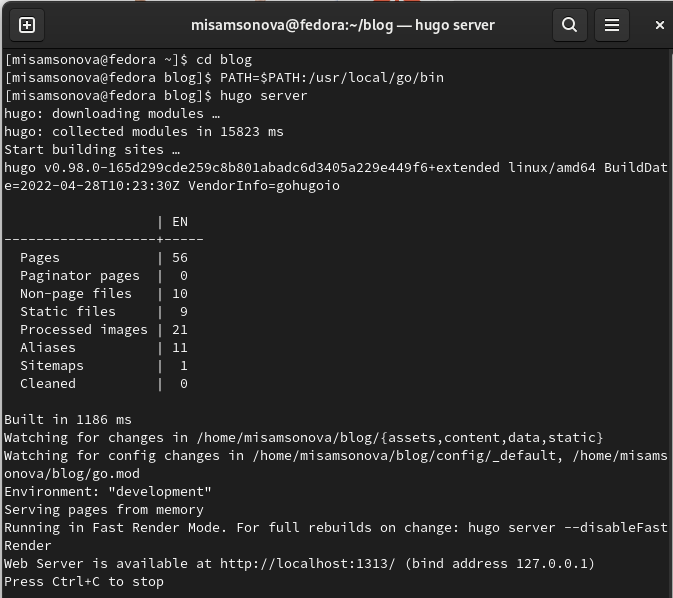 misamsonova@fedora:~/blog — hugo server
[misamsonova@fedora ~]$ cd blog
[misamsonova@fedora blog]$ PATH=$PATH:/usr/local/go/bin
[misamsonova@fedora blog]$ hugo server
hugo: downloading modules …
hugo: collected modules in 15823 ms
Start building sites …
hugo v0.98.0-165d299cde259c8b801abadc6d3405a229e449f6+extended linux/amd64 BuildDat
e=2022-04-28T10:23:30Z VendorInfo=gohugoio
                   | EN
-------------------+-----
  Pages            | 56
  Paginator pages  |  0
  Non-page files   | 10
  Static files     |  9
  Processed images | 21
  Aliases          | 11
  Sitemaps         |  1
  Cleaned          |  0
Built in 1186 ms
Watching for changes in /home/misamsonova/blog/{assets,content,data,static}
Watching for config changes in /home/misamsonova/blog/config/_default, /home/misams
onova/blog/go.mod
Environment: "development"
Serving pages from memory
Running in Fast Render Mode. For full rebuilds on change: hugo server --disableFast
Render
Web Server is available at http://localhost:1313/ (bind address 127.0.0.1)
Press Ctrl+C to stop